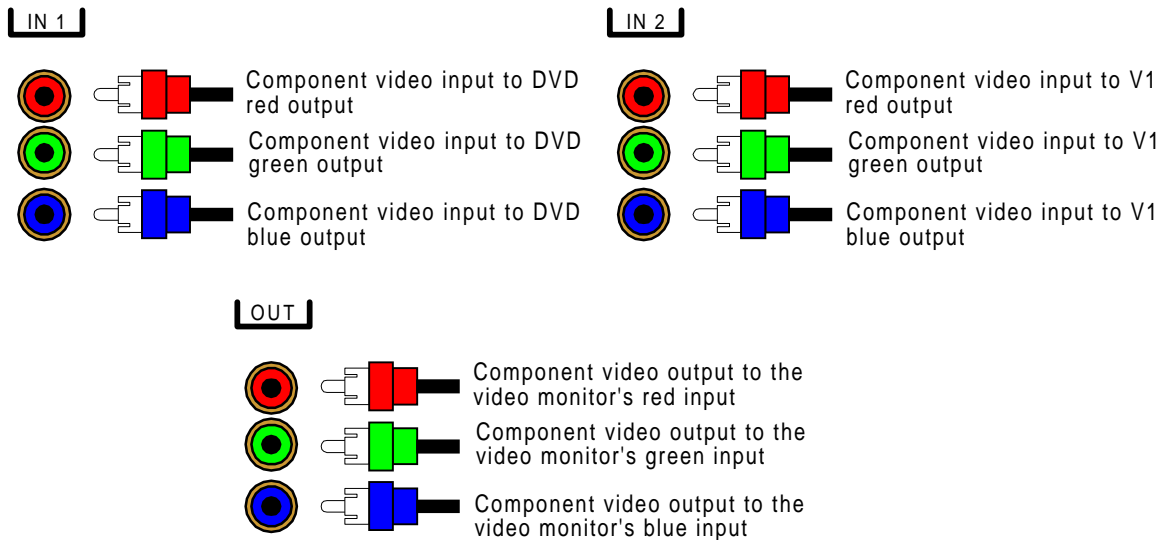 IN 1
Component video input to DVD
red output
Component video input to DVD
green output
Component video input to DVD
blue output
IN 2
Component video input to V1
red output
Component video input to V1
green output
Component video input to V1
blue output
OUT
Component video output to the
video monitor's red input
Component video output to the
video monitor's green input
Component video output to the
video monitor's blue input